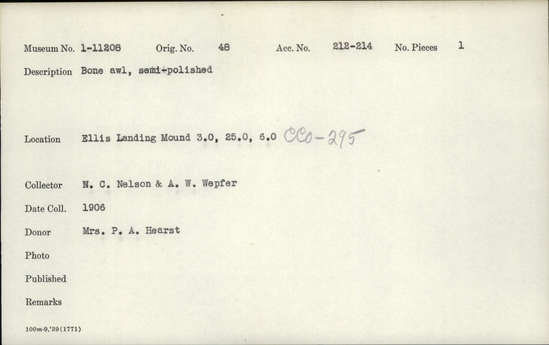 Museum No. 1-11208 Orig. No. 48 Acc. No. 212-214 No. Pieces 1
Description Bone awl, semi-polished
Location Ellis Landing Mound 3.0, 25.0, 6.0 CCo-295
Collector N. C. Nelson & A. W. Wepfer
Date Coll. 1906
Donor Mrs. P. A. Hearst
Photo
Published
Remarks
100m-9,'39(1771)